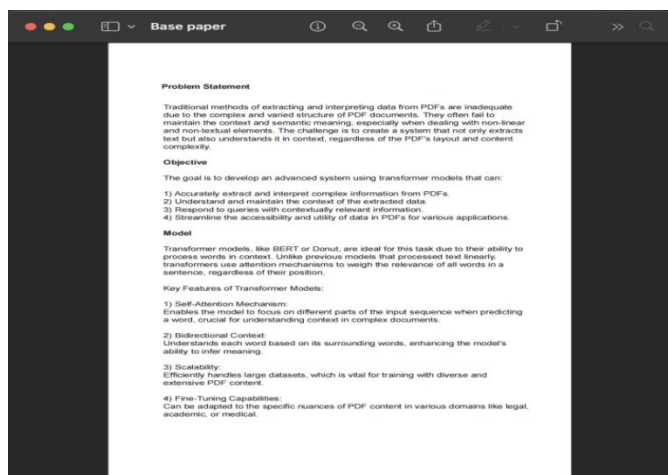 Base paper
Problem Statement
Traditional methods of extracting and interpreting data from PDFs are inadequate
due to the complex and varied structure of PDF documents. They often fail to
maintain the context and semantic meaning, especially when dealing with non-linear
and non-textual elements. The challenge is to create a system that not only extracts
text but also understands it in context, regardless of the PDF's layout and content
complexity.
Objective
The goal is to develop an advanced system using transformer models that can:
1) Accurately extract and interpret complex information from PDFs.
2) Understand and maintain the context of the extracted data.
3) Respond to queries with contextually relevant information.
4) Streamline the accessibility and utility of data in PDFs for various applications.
Model
Transformer models, like BERT or Donut, are ideal for this task due to their ability to
process words in context. Unlike previous models that processed text linearly,
transformers use attention mechanisms to weigh the relevance of all words in a
sentence, regardless of their position.
Key Features of Transformer Models:
1) Self-Attention Mechanism:
Enables the model to focus on different parts of the input sequence when predicting
a word, crucial for understanding context in complex documents.
2) Bidirectional Context:
Understands each word based on its surrounding words, enhancing the model's
ability to infer meaning.
3) Scalability:
Efficiently handles large datasets, which is vital for training with diverse and
extensive PDF content.
4) Fine-Tuning Capabilities:
Can be adapted to the specific nuances of PDF content in various domains like legal,
academic, or medical.